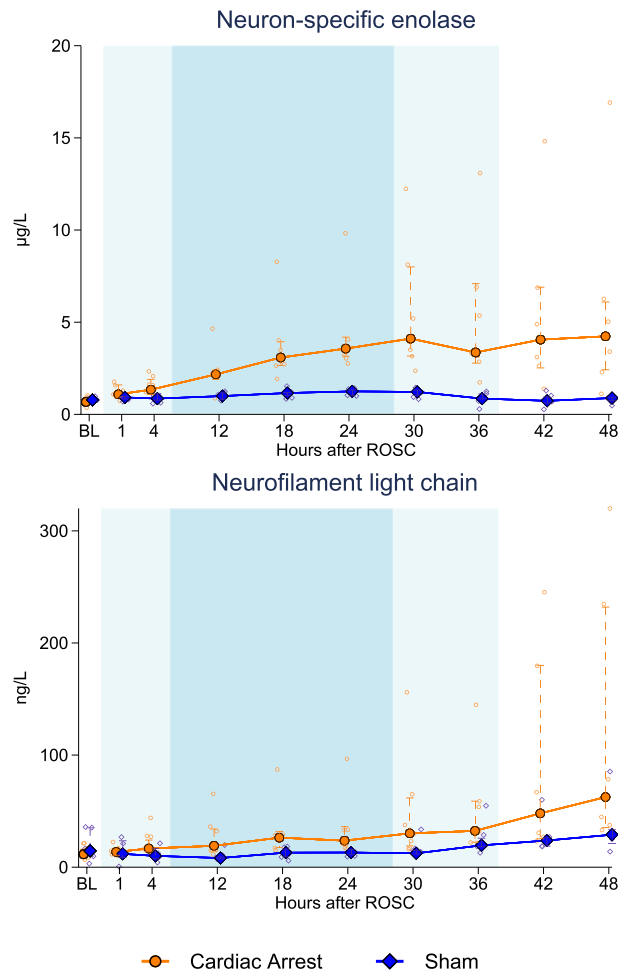 Neuron-specific enolase
20
15
10
5
0
µg/L
BL 1 4 12 18 24 30 36 42 48
Hours after ROSC
Neurofilament light chain
300
200
100
0
ng/L
BL 1 4 12 18 24 30 36 42 48
Hours after ROSC
Cardiac Arrest Sham